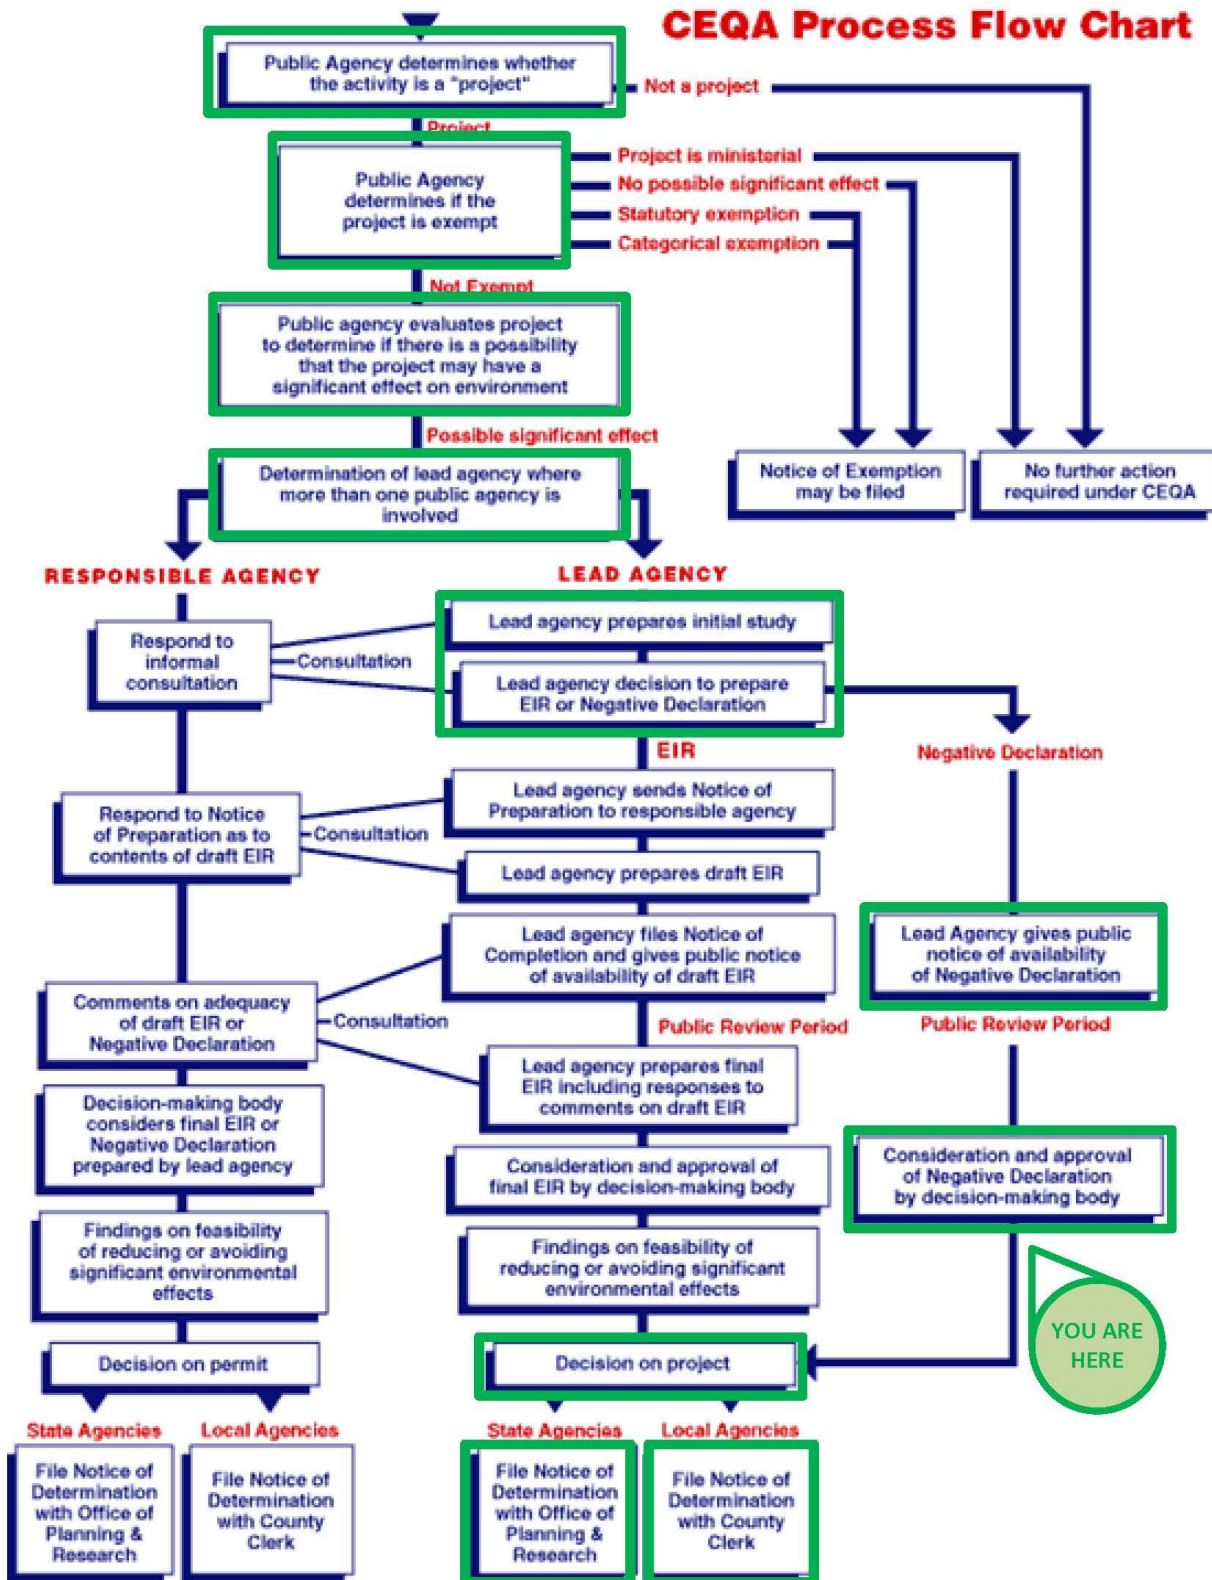 CEQA Process Flow Chart
Public Agency determines whether
the activity is a "project"
Not a project
Project
Public Agency
determines if the
project is exempt
Project is ministerial
No possible significant effect
Statutory exemption
Categorical exemption
Not Exempt
Public agency evaluates project
to determine if there is a possibility
that the project may have a
significant effect on environment
Possible significant effect
Determination of lead agency where
more than one public agency is
involved
Notice of Exemption
may be filed
No further action
required under CEQA
RESPONSIBLE AGENCY
LEAD AGENCY
Respond to
informal
consultation
Consultation
Lead agency prepares initial study
Lead agency decision to prepare
EIR or Negative Declaration
EIR
Negative Declaration
Respond to Notice
of Preparation as to
contents of draft EIR
Consultation
Lead agency sends Notice of
Preparation to responsible agency
Lead agency prepares draft EIR
Lead agency files Notice of
Completion and gives public notice
of availability of draft EIR
Lead Agency gives public
notice of availability
of Negative Declaration
Comments on adequacy
of draft EIR or
Negative Declaration
Consultation
Public Review Period
Public Review Period
Lead agency prepares final
EIR including responses to
comments on draft EIR
Decision-making body
considers final EIR or
Negative Declaration
prepared by lead agency
Consideration and approval of
final EIR by decision-making body
Consideration and approval
of Negative Declaration
by decision-making body
Findings on feasibility
of reducing or avoiding
significant environmental
effects
Findings on feasibility of
reducing or avoiding significant
environmental effects
YOU ARE
HERE
Decision on permit
Decision on project
State Agencies
Local Agencies
State Agencies
Local Agencies
File Notice of
Determination
with Office of
Planning &
Research
File Notice of
Determination
with County
Clerk
File Notice of
Determination
with Office of
Planning &
Research
File Notice of
Determination
with County
Clerk